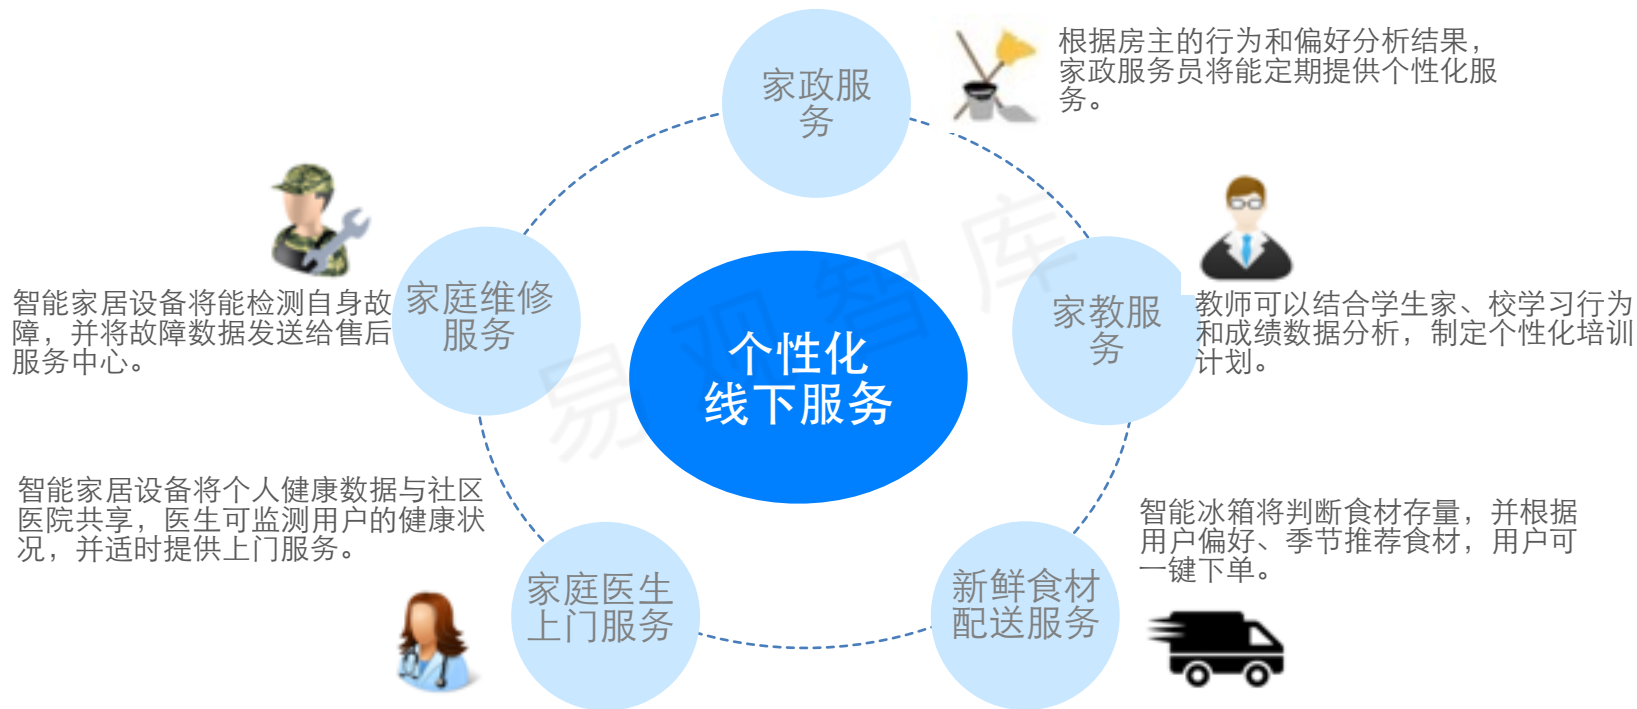 家政服
务
根据房主的行为和偏好分析结果，
家政服务员将能定期提供个性化服
务。
家教服
务
教师可以结合学生家、校学习行为
和成绩数据分析，制定个性化培训
计划。
新鲜食材
配送服务
智能冰箱将判断食材存量，并根据
用户偏好、季节推荐食材，用户可
一键下单。
家庭医生
上门服务
智能家居设备将个人健康数据与社区
医院共享，医生可监测用户的健康状
况，并适时提供上门服务。
家庭维修
服务
智能家居设备将能检测自身故
障，并将故障数据发送给售后
服务中心。
个性化
线下服务
易观智库